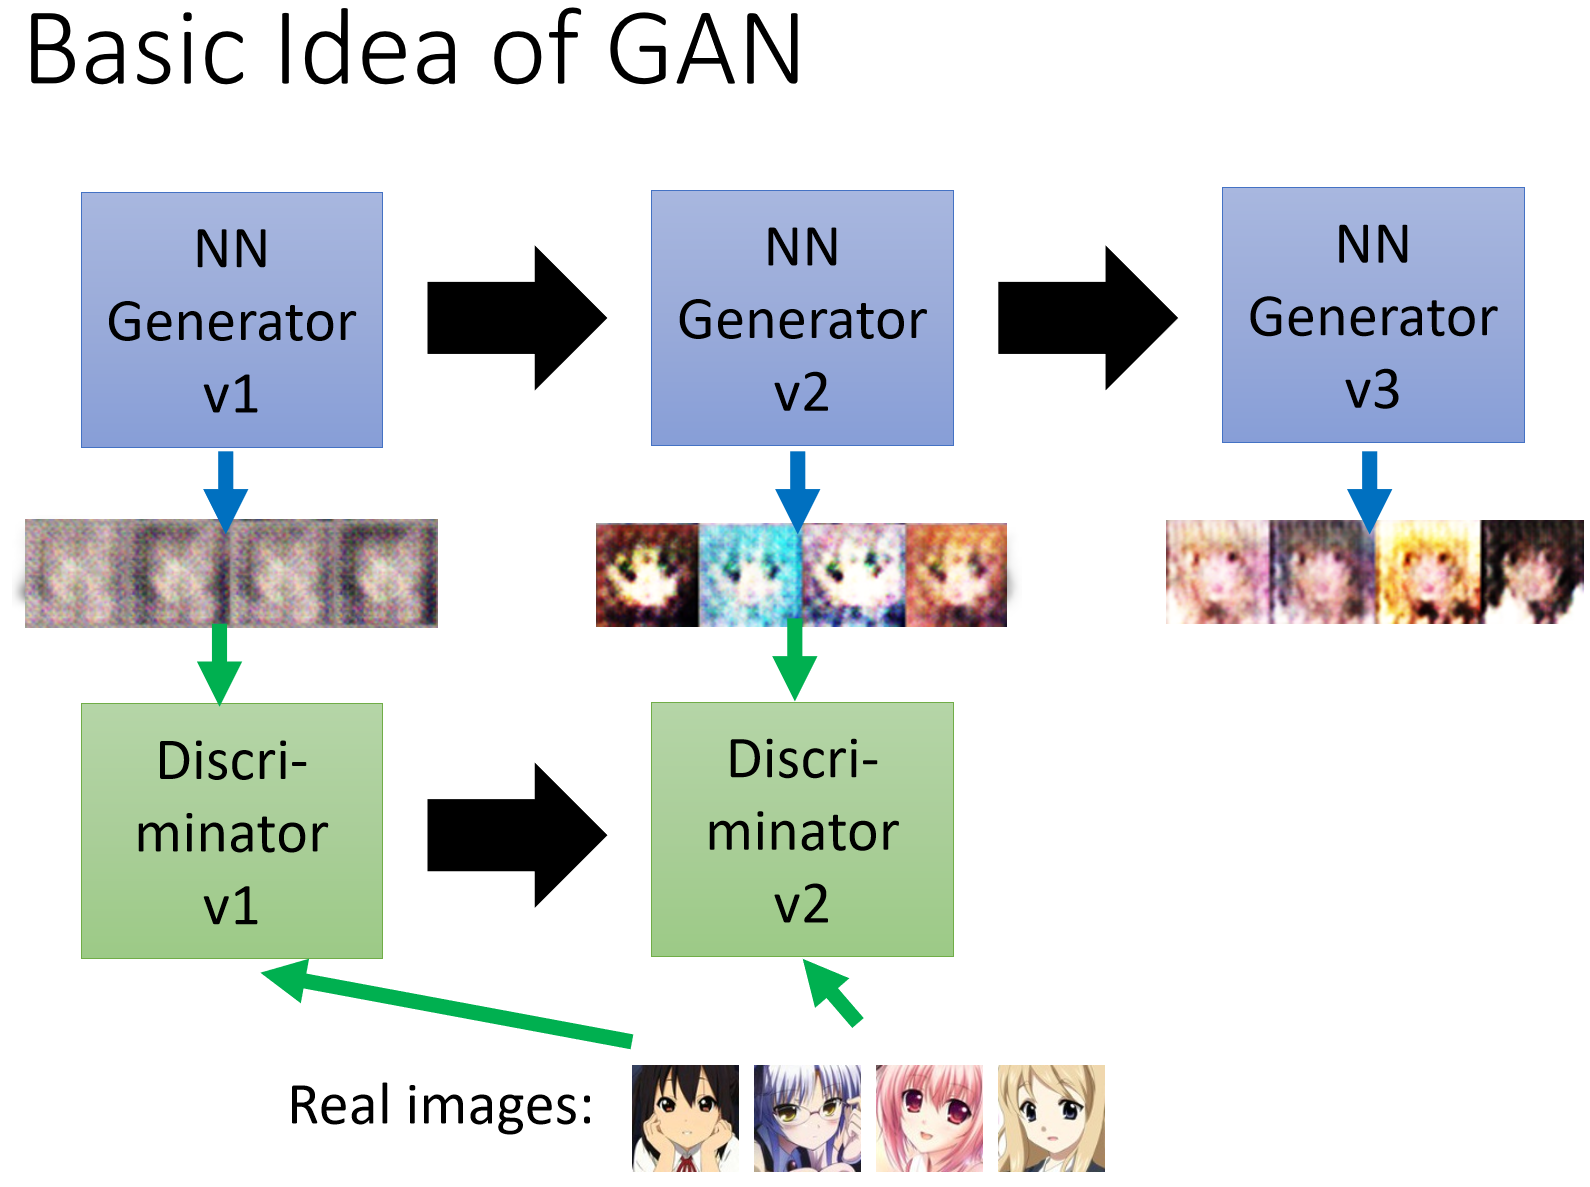 Basic Idea of GAN
NN
Generator
v1
NN
Generator
v2
NN
Generator
v3
Discri-
minator
v1
Discri-
minator
v2
Real images: